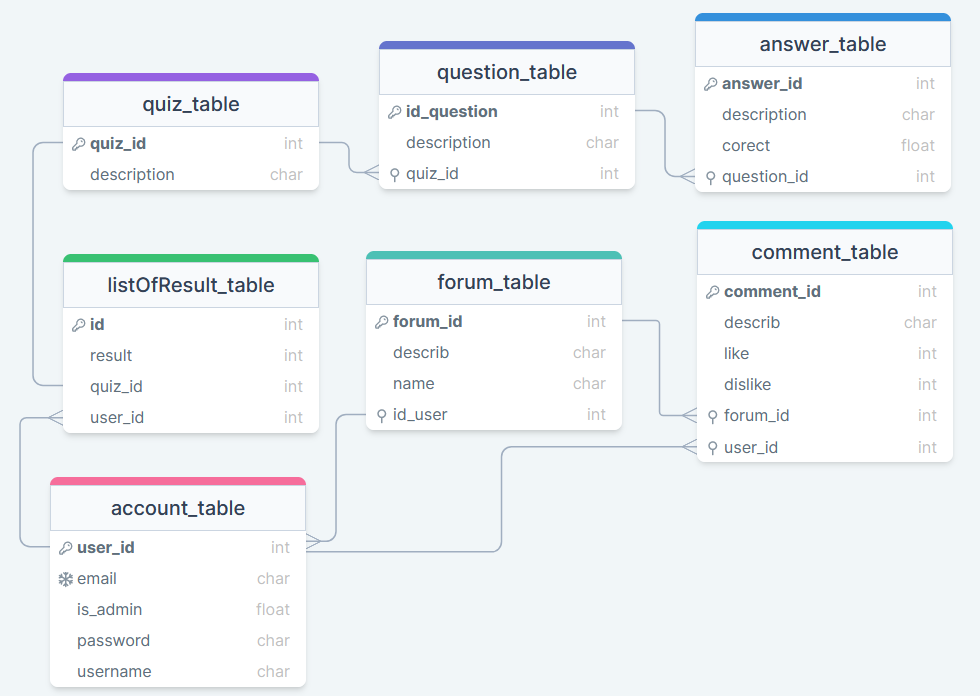 quiz_table
quiz_id int
description char
question_table
id_question int
description char
quiz_id int
answer_table
answer_id int
description char
corect float
question_id int
listOfResult_table
id int
result int
quiz_id int
user_id int
forum_table
forum_id int
describ char
name char
id_user int
comment_table
comment_id int
describ char
like int
dislike int
forum_id int
user_id int
account_table
user_id int
email char
is_admin float
password char
username char